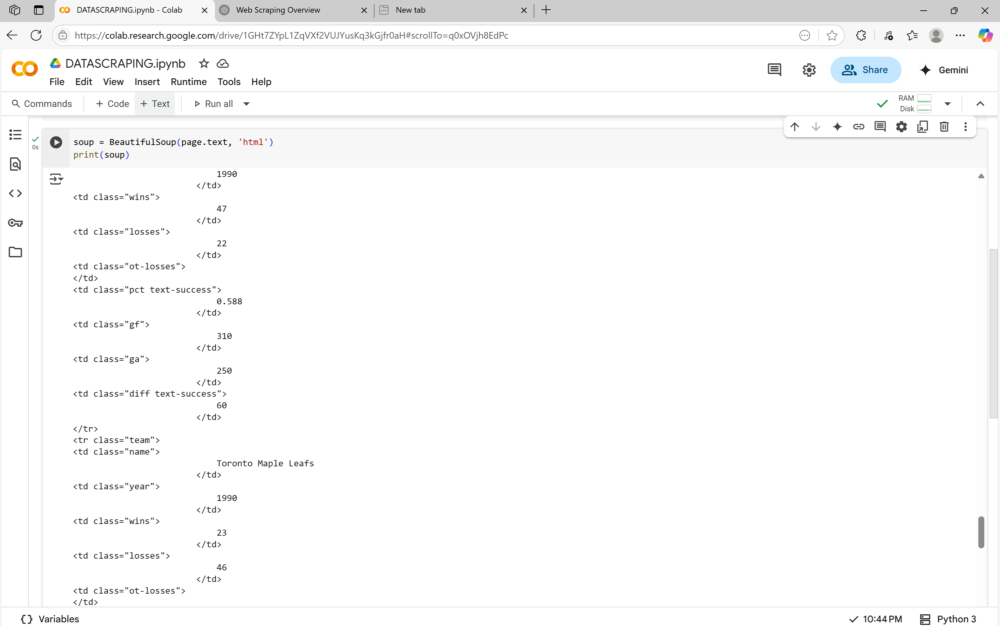 DATASCRAPING.ipynb - Colab
Web Scraping Overview
New tab
https://colab.research.google.com/drive/1GHt7ZYpL1ZqVXf2VUJYusKq3kGjfr0aH#scrollTo=q0xOVjh8EdPc
DATASCRAPING.ipynb
File Edit View Insert Runtime Tools Help
Share
Gemini
Commands
+ Code
+ Text
Run all
RAM
Disk
0s
soup = BeautifulSoup(page.text, 'html')
print(soup)
1990
</td>
<td class="wins">
47
</td>
<td class="losses">
22
</td>
<td class="ot-losses">
</td>
<td class="pct text-success">
0.588
</td>
<td class="gf">
310
</td>
<td class="ga">
250
</td>
<td class="diff text-success">
60
</td>
</tr>
<tr class="team">
<td class="name">
Toronto Maple Leafs
</td>
<td class="year">
1990
</td>
<td class="wins">
23
</td>
<td class="losses">
46
</td>
<td class="ot-losses">
</td>
{} Variables
10:44 PM
Python 3